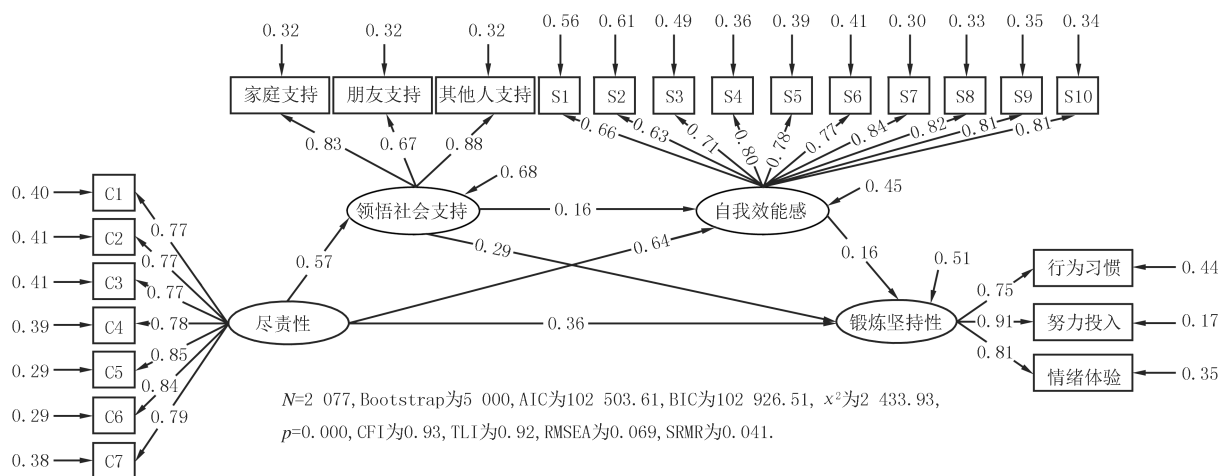 0.32 0.32 0.32 0.56 0.61 0.49 0.36 0.39 0.41 0.30 0.33 0.35 0.34
家庭支持 朋友支持 其他人支持 S1 S2 S3 S4 S5 S6 S7 S8 S9 S10
0.83 0.67 0.88 0.66 0.63 0.71 0.80 0.78 0.77 0.84 0.82 0.81 0.81
0.68 0.45
领悟社会支持 0.16 自我效能感
0.40 C1 0.77
0.41 C2 0.77
0.41 C3 0.77
0.39 C4 0.78
0.29 C5 0.85
0.29 C6 0.84
0.38 C7 0.79
0.57 0.29 0.64 0.16 0.51
尽责性 0.36 锻炼坚持性
0.75 行为习惯 0.44
0.91 努力投入 0.17
0.81 情绪体验 0.35
N=2 077,Bootstrap为5 000,AIC为102 503.61,BIC为102 926.51, x²为2 433.93,
p=0.000,CFI为0.93,TLI为0.92,RMSEA为0.069,SRMR为0.041.